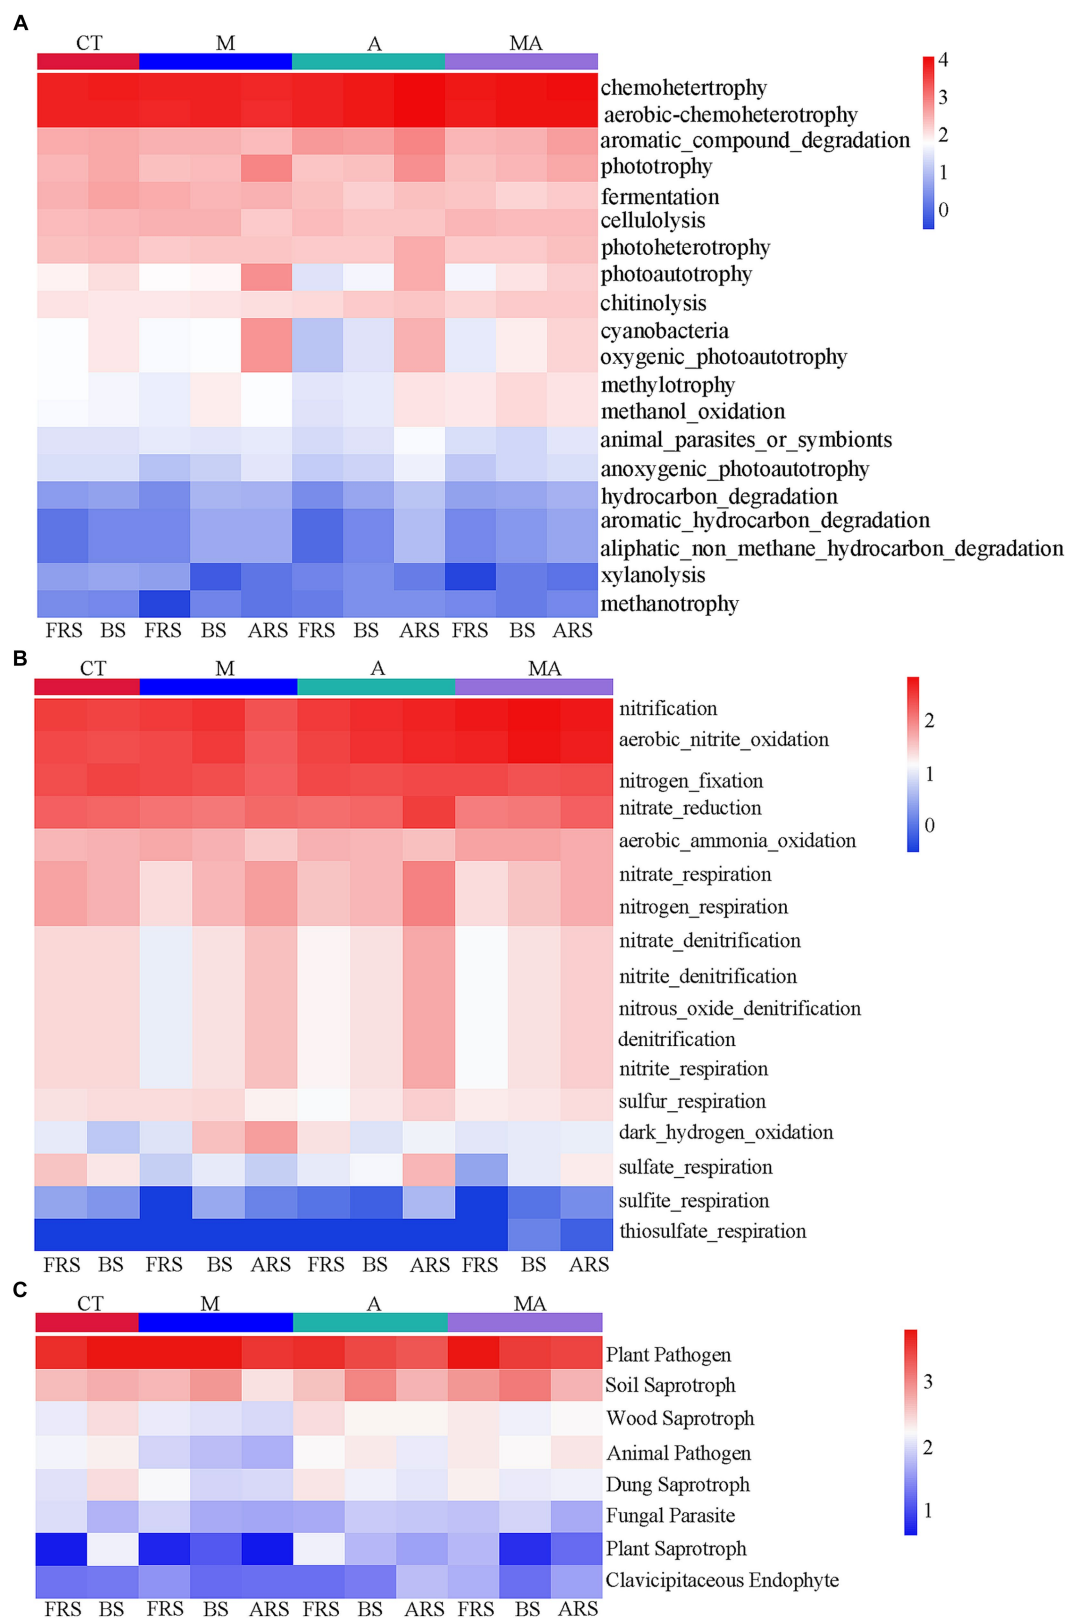 A
CT M A MA
4
3
2
1
0
chemohetertrophy
aerobic-chemoheterotrophy
aromatic_compound_degradation
phototrophy
fermentation
cellulolysis
photoheterotrophy
photoautotrophy
chitinolysis
cyanobacteria
oxygenic_photoautotrophy
methylotrophy
methanol_oxidation
animal_parasites_or_symbionts
anoxygenic_photoautotrophy
hydrocarbon_degradation
aromatic_hydrocarbon_degradation
aliphatic_non_methane_hydrocarbon_degradation
xylanolysis
methanotrophy
FRS BS FRS BS ARS FRS BS ARS FRS BS ARS
B
CT M A MA
2
1
0
nitrification
aerobic_nitrite_oxidation
nitrogen_fixation
nitrate_reduction
aerobic_ammonia_oxidation
nitrate_respiration
nitrogen_respiration
nitrate_denitrification
nitrite_denitrification
nitrous_oxide_denitrification
denitrification
nitrite_respiration
sulfur_respiration
dark_hydrogen_oxidation
sulfate_respiration
sulfite_respiration
thiosulfate_respiration
FRS BS FRS BS ARS FRS BS ARS FRS BS ARS
C
CT M A MA
3
2
1
Plant Pathogen
Soil Saprotroph
Wood Saprotroph
Animal Pathogen
Dung Saprotroph
Fungal Parasite
Plant Saprotroph
Clavicipitaceous Endophyte
FRS BS FRS BS ARS FRS BS ARS FRS BS ARS